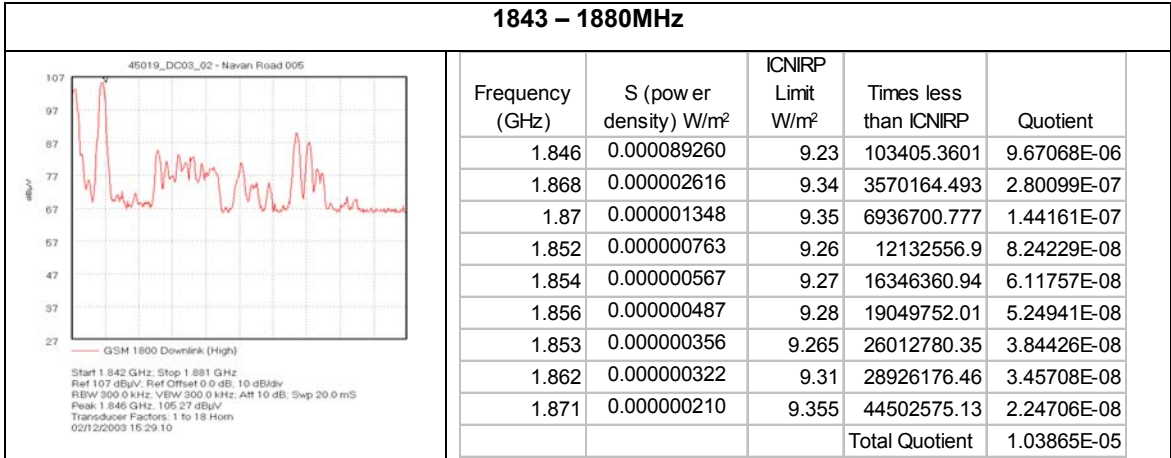 1843 – 1880MHz
45019_DC03_02 - Navan Road 005
107
97
87
77
67
57
47
37
27
dBµV
GSM 1800 Downlink (High)
Start 1.842 GHz; Stop 1.881 GHz
Ref 107 dBµV; Ref Offset 0.0 dB; 10 dB/div
RBW 300.0 kHz; VBW 300.0 kHz; Att 10 dB; Swp 20.0 mS
Peak 1.846 GHz, 105.27 dBµV
Transducer Factors: 1 to 18 Horn
02/12/2003 15:29:10
Frequency (GHz) S (pow er density) W/m² ICNIRP Limit W/m² Times less than ICNIRP Quotient
1.846 0.000089260 9.23 103405.3601 9.67068E-06
1.868 0.000002616 9.34 3570164.493 2.80099E-07
1.87 0.000001348 9.35 6936700.777 1.44161E-07
1.852 0.000000763 9.26 12132556.9 8.24229E-08
1.854 0.000000567 9.27 16346360.94 6.11757E-08
1.856 0.000000487 9.28 19049752.01 5.24941E-08
1.853 0.000000356 9.265 26012780.35 3.84426E-08
1.862 0.000000322 9.31 28926176.46 3.45708E-08
1.871 0.000000210 9.355 44502575.13 2.24706E-08
Total Quotient 1.03865E-05